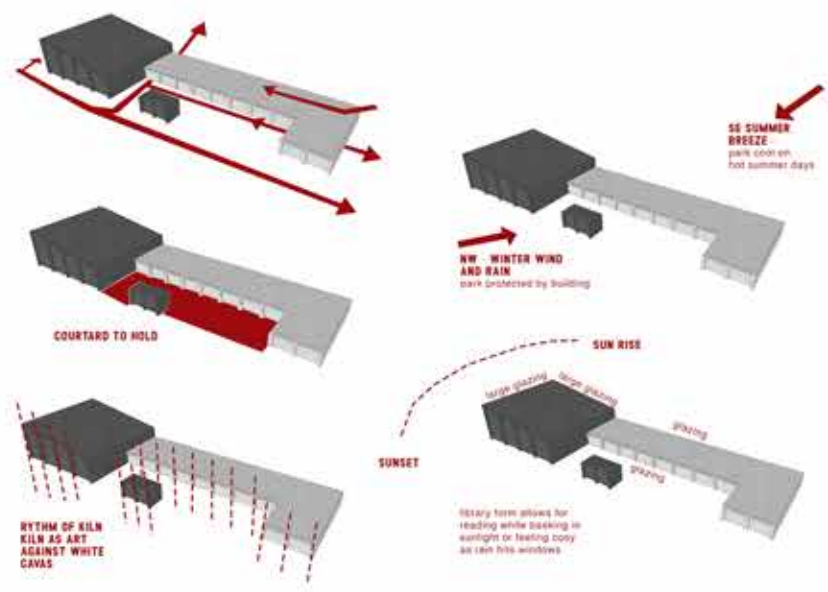 SE SUMMER
BREEZE
park cool on
hot summer days
NW - WINTER WIND
AND RAIN
park protected by building
COURTARD TO HOLD
SUN RISE
SUNSET
large glazing
large glazing
glazing
glazing
RYTHM OF KILN
KILN AS ART
AGAINST WHITE
CAVAS
library form allows for
reading while basking in
sunlight or feeling cosy
as rain hits windows